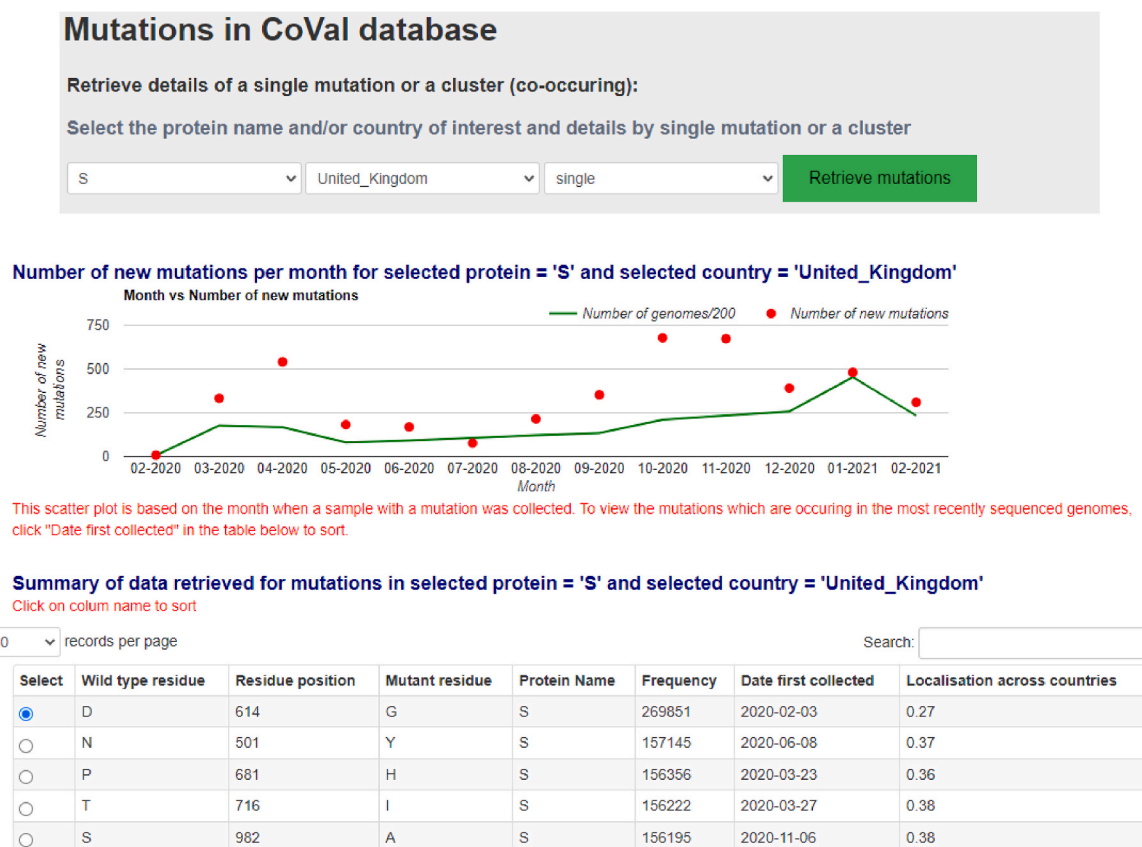 Mutations in CoVal database
Retrieve details of a single mutation or a cluster (co-occuring):
Select the protein name and/or country of interest and details by single mutation or a cluster
S United_Kingdom single Retrieve mutations
Number of new mutations per month for selected protein = 'S' and selected country = 'United_Kingdom'
Month vs Number of new mutations
Number of genomes/200 Number of new mutations
Number of new
mutations
750
500
250
0
02-2020 03-2020 04-2020 05-2020 06-2020 07-2020 08-2020 09-2020 10-2020 11-2020 12-2020 01-2021 02-2021
Month
This scatter plot is based on the month when a sample with a mutation was collected. To view the mutations which are occuring in the most recently sequenced genomes,
click "Date first collected" in the table below to sort.
Summary of data retrieved for mutations in selected protein = 'S' and selected country = 'United_Kingdom'
Click on colum name to sort
0 records per page Search:
Select Wild type residue Residue position Mutant residue Protein Name Frequency Date first collected Localisation across countries
D 614 G S 269851 2020-02-03 0.27
N 501 Y S 157145 2020-06-08 0.37
P 681 H S 156356 2020-03-23 0.36
T 716 I S 156222 2020-03-27 0.38
S 982 A S 156195 2020-11-06 0.38